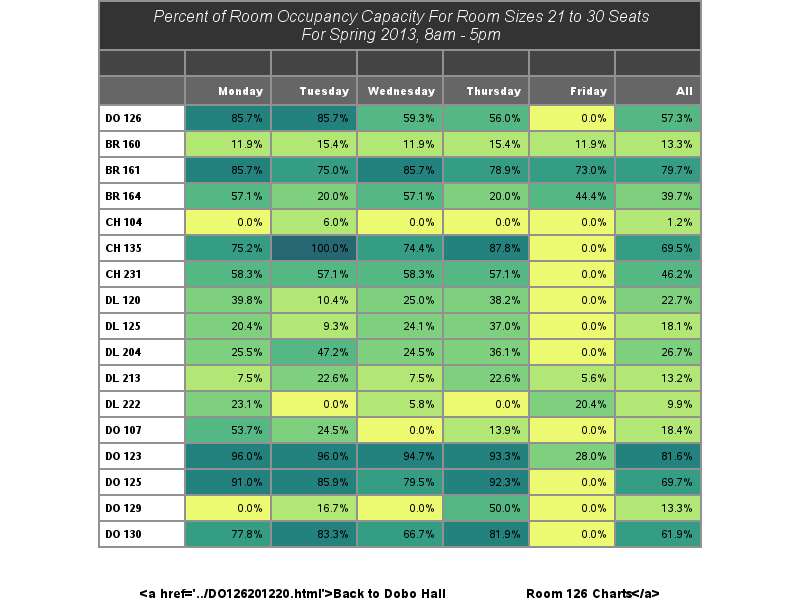 Percent of Room Occupancy Capacity For Room Sizes 21 to 30 Seats
For Spring 2013, 8am - 5pm
Monday Tuesday Wednesday Thursday Friday All
DO 126 85.7% 85.7% 59.3% 56.0% 0.0% 57.3%
BR 160 11.9% 15.4% 11.9% 15.4% 11.9% 13.3%
BR 161 85.7% 75.0% 85.7% 78.9% 73.0% 79.7%
BR 164 57.1% 20.0% 57.1% 20.0% 44.4% 39.7%
CH 104 0.0% 6.0% 0.0% 0.0% 0.0% 1.2%
CH 135 75.2% 100.0% 74.4% 87.8% 0.0% 69.5%
CH 231 58.3% 57.1% 58.3% 57.1% 0.0% 46.2%
DL 120 39.8% 10.4% 25.0% 38.2% 0.0% 22.7%
DL 125 20.4% 9.3% 24.1% 37.0% 0.0% 18.1%
DL 204 25.5% 47.2% 24.5% 36.1% 0.0% 26.7%
DL 213 7.5% 22.6% 7.5% 22.6% 5.6% 13.2%
DL 222 23.1% 0.0% 5.8% 0.0% 20.4% 9.9%
DO 107 53.7% 24.5% 0.0% 13.9% 0.0% 18.4%
DO 123 96.0% 96.0% 94.7% 93.3% 28.0% 81.6%
DO 125 91.0% 85.9% 79.5% 92.3% 0.0% 69.7%
DO 129 0.0% 16.7% 0.0% 50.0% 0.0% 13.3%
DO 130 77.8% 83.3% 66.7% 81.9% 0.0% 61.9%
<a href='../DO126201220.html'>Back to Dobo Hall Room 126 Charts</a>